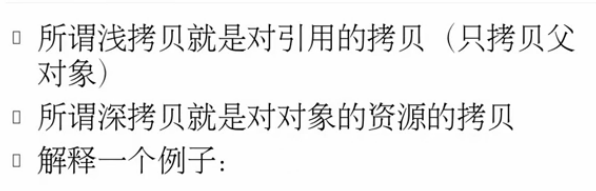 所谓浅拷贝就是对引用的拷贝（只拷贝父
对象）
所谓深拷贝就是对对象的资源的拷贝
解释一个例子：